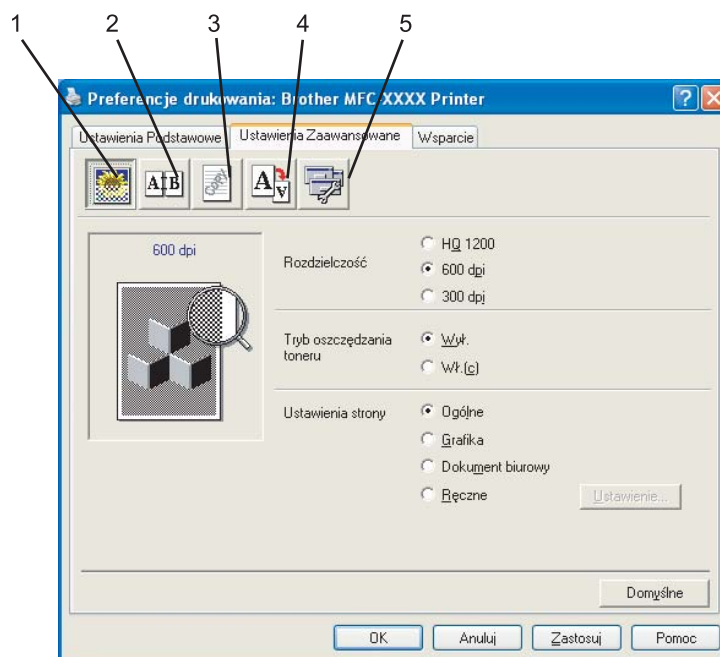 1 2 3 4 5
Preferencje drukowania: Brother MFC-XXXX Printer
Ustawienia Podstawowe Ustawienia Zaawansowane Wsparcie
A B COPY A A
600 dpi
Rozdzielczość
HQ 1200
600 dpi
300 dpi
Tryb oszczędzania toneru
Wył.
Wł.(c)
Ustawienia strony
Ogólne
Grafika
Dokument biurowy
Ręczne Ustawienie...
Domyślne
OK Anuluj Zastosuj Pomoc